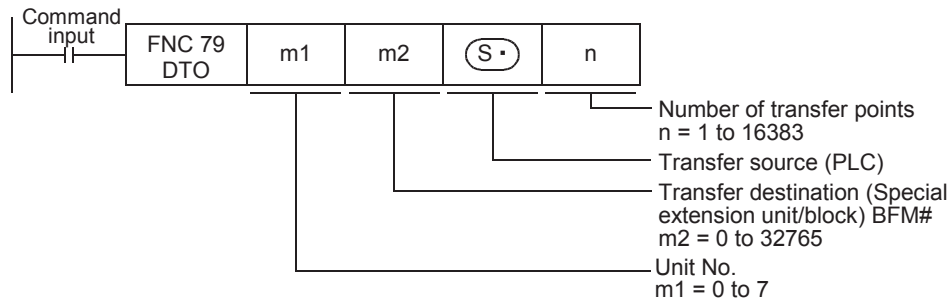 Command
input
FNC 79
DTO
m1
m2
S·
n
Number of transfer points
n = 1 to 16383
Transfer source (PLC)
Transfer destination (Special
extension unit/block) BFM#
m2 = 0 to 32765
Unit No.
m1 = 0 to 7